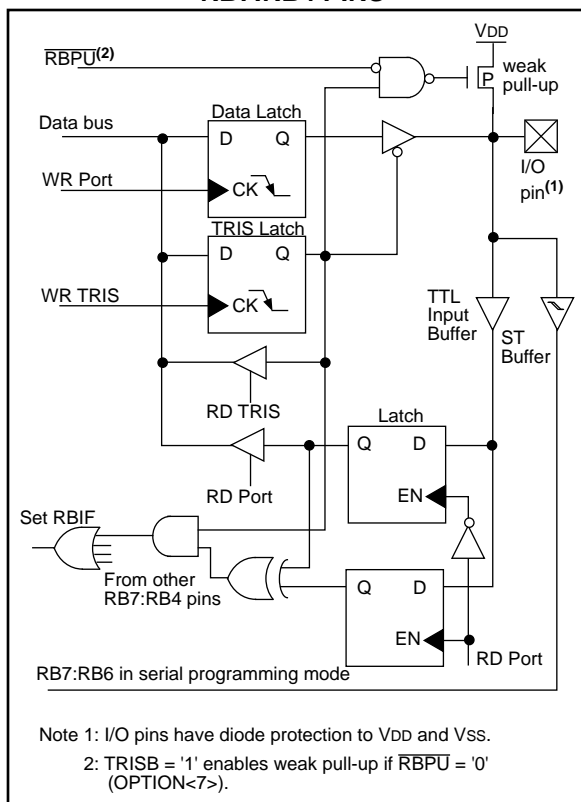 RBPU(2)
VDD
P
weak
pull-up
Data bus
Data Latch
D Q
WR Port
CK
I/O
pin(1)
TRIS Latch
D Q
WR TRIS
CK
TTL
Input
Buffer
ST
Buffer
RD TRIS
Latch
Q D
RD Port
EN
Set RBIF
From other
RB7:RB4 pins
Q D
EN
RD Port
RB7:RB6 in serial programming mode
Note 1: I/O pins have diode protection to VDD and VSS.
2: TRISB = '1' enables weak pull-up if RBPU = '0'
(OPTION<7>).